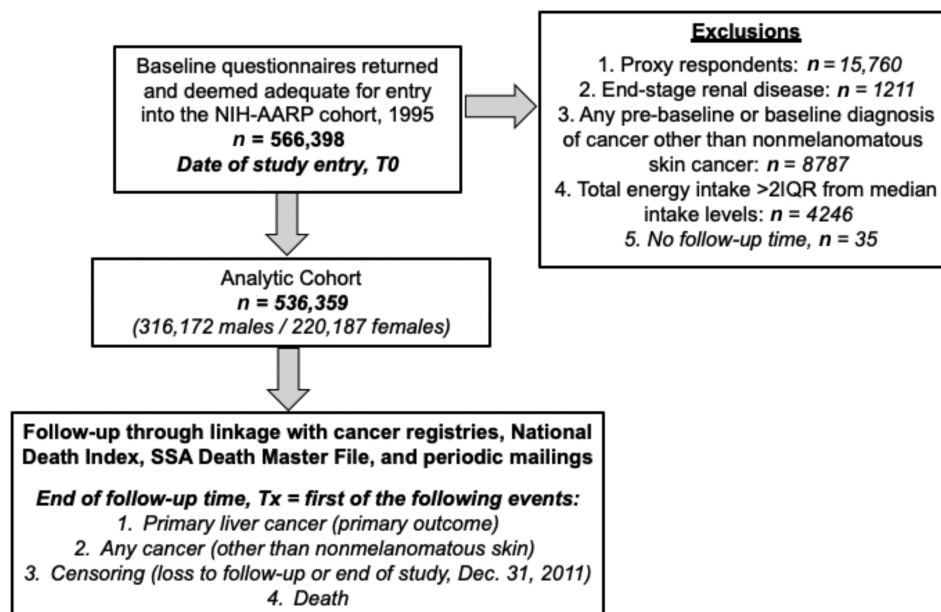 Baseline questionnaires returned
and deemed adequate for entry
into the NIH-AARP cohort, 1995
n = 566,398
Date of study entry, T0
Exclusions
1. Proxy respondents: n = 15,760
2. End-stage renal disease: n = 1211
3. Any pre-baseline or baseline diagnosis
of cancer other than nonmelanomatous
skin cancer: n = 8787
4. Total energy intake >2IQR from median
intake levels: n = 4246
5. No follow-up time, n = 35
Analytic Cohort
n = 536,359
(316,172 males / 220,187 females)
Follow-up through linkage with cancer registries, National
Death Index, SSA Death Master File, and periodic mailings
End of follow-up time, Tx = first of the following events:
1. Primary liver cancer (primary outcome)
2. Any cancer (other than nonmelanomatous skin)
3. Censoring (loss to follow-up or end of study, Dec. 31, 2011)
4. Death